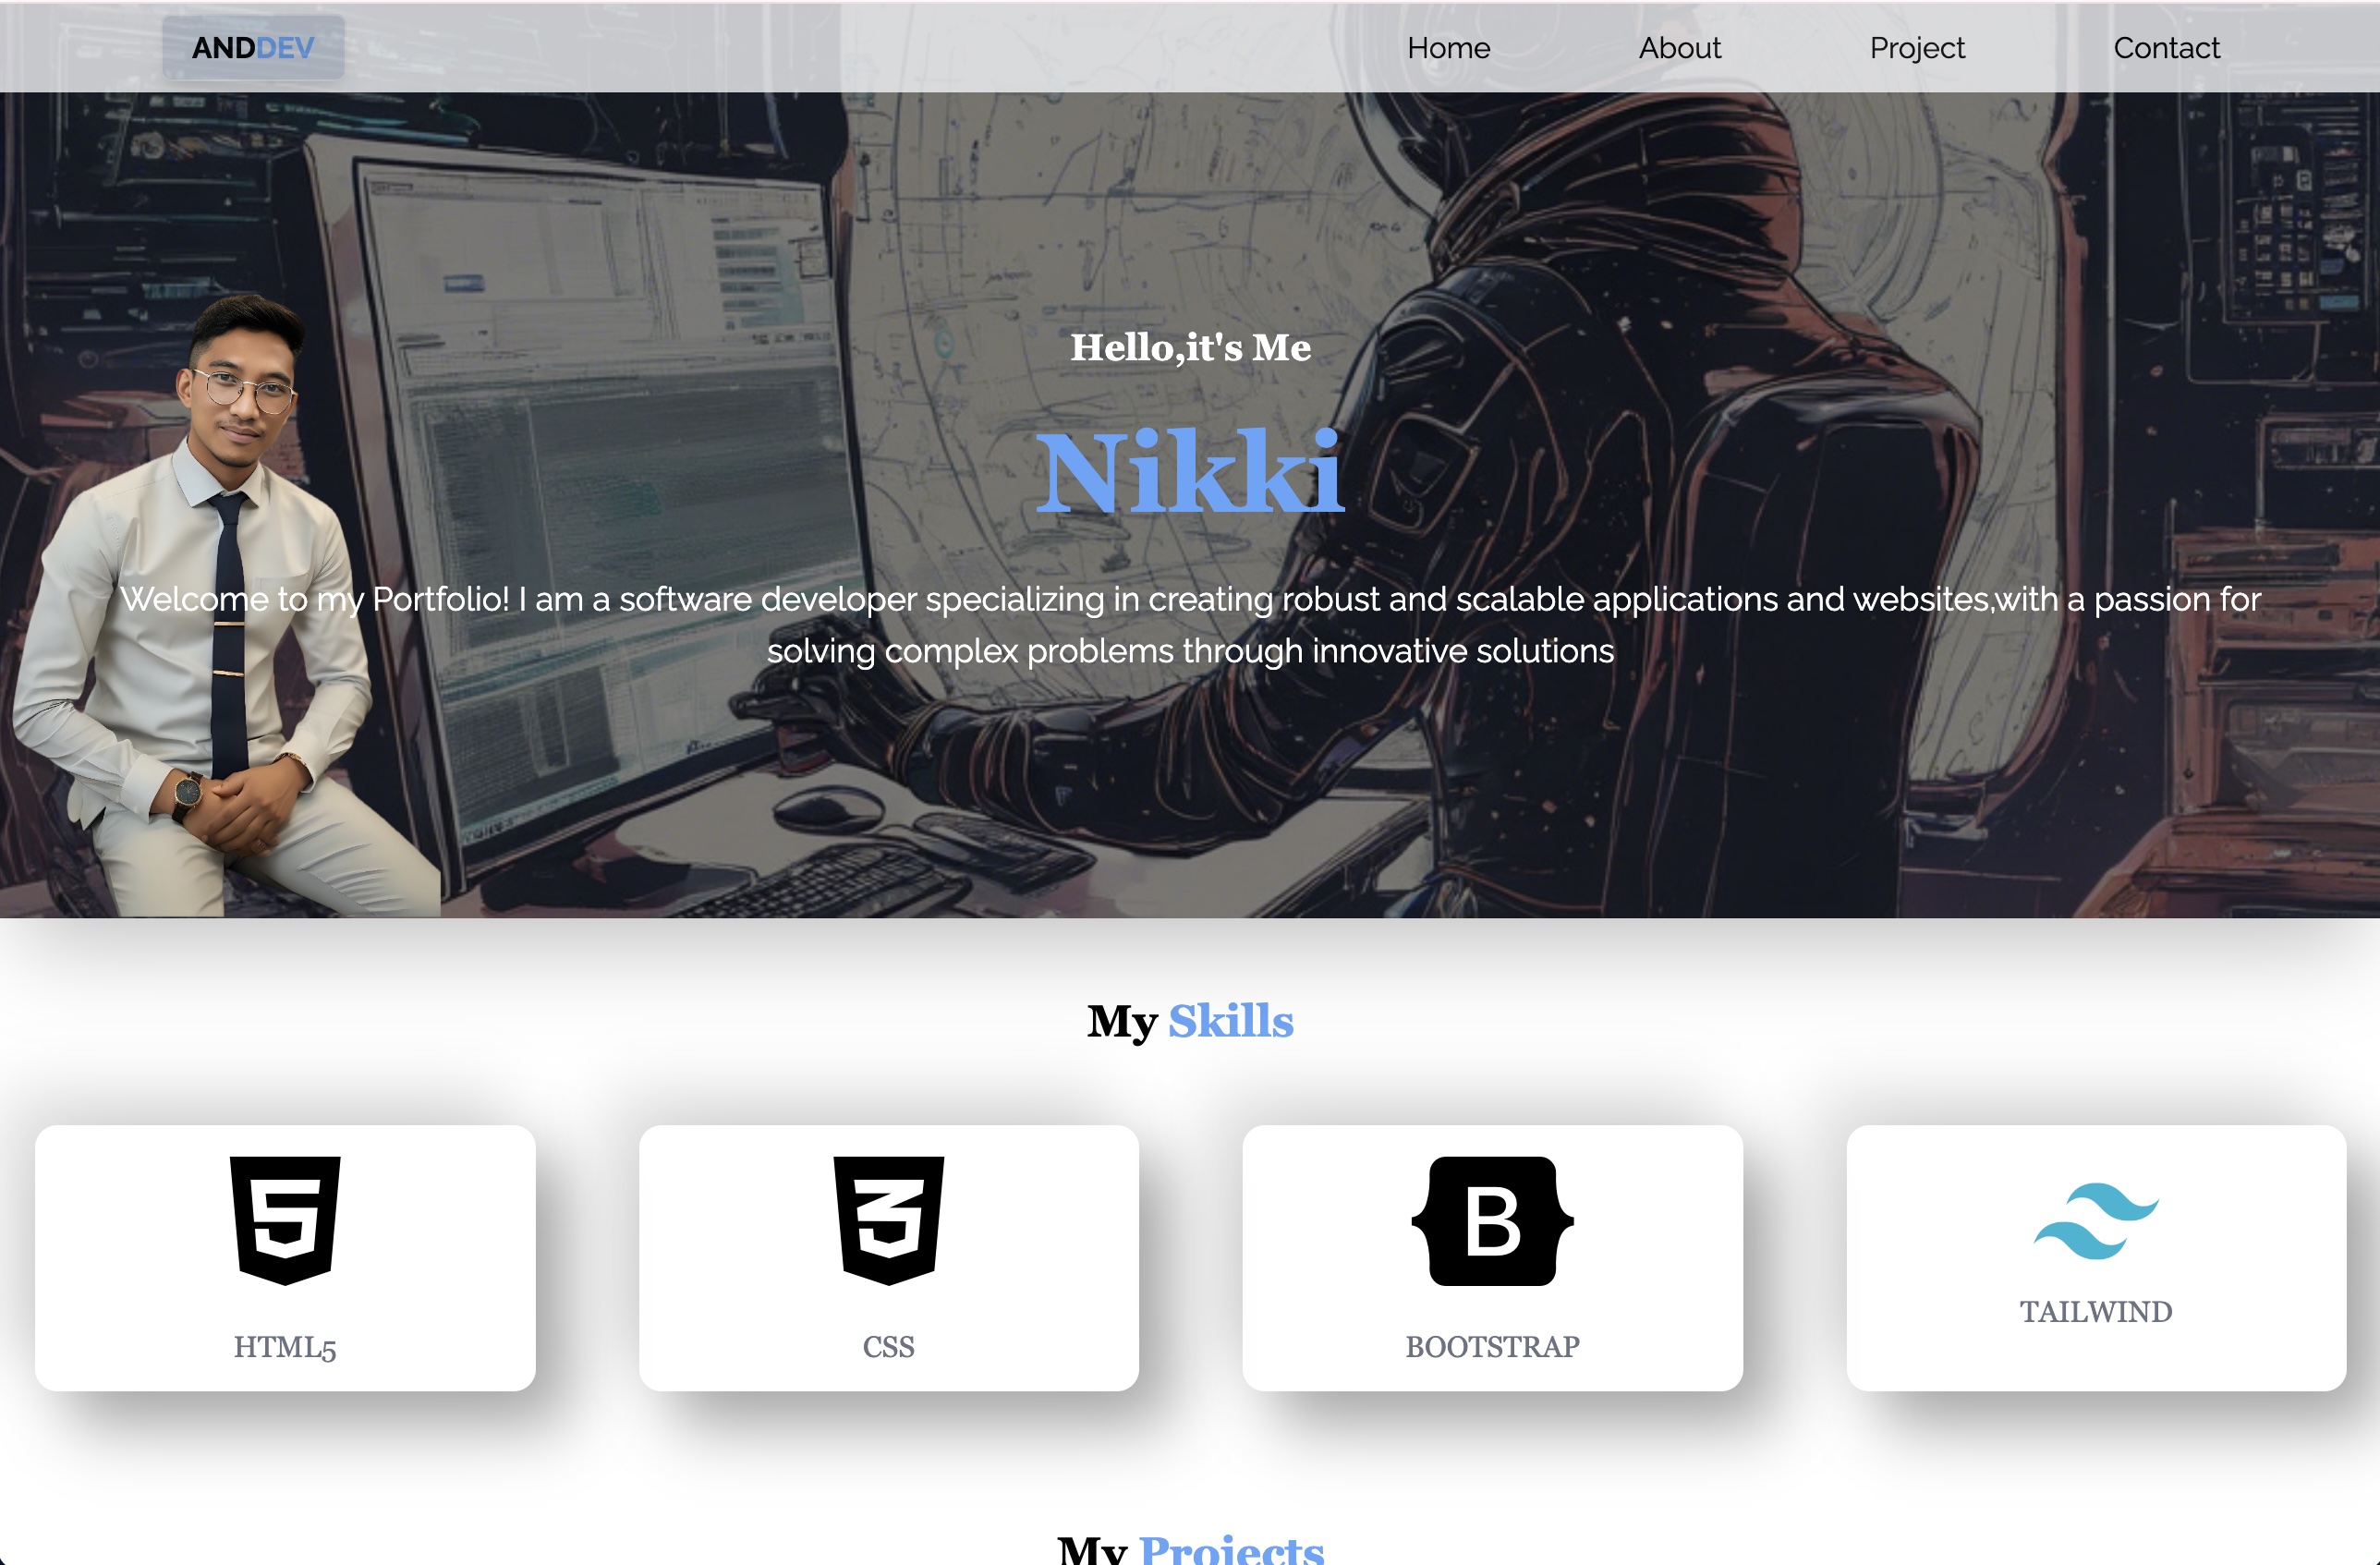 ANDDEV
Home
About
Project
Contact
Hello,it's Me
Nikki
Welcome to my Portfolio! I am a software developer specializing in creating robust and scalable applications and websites,with a passion for
solving complex problems through innovative solutions
My Skills
HTML5
CSS
B
BOOTSTRAP
TAILWIND
My Projects